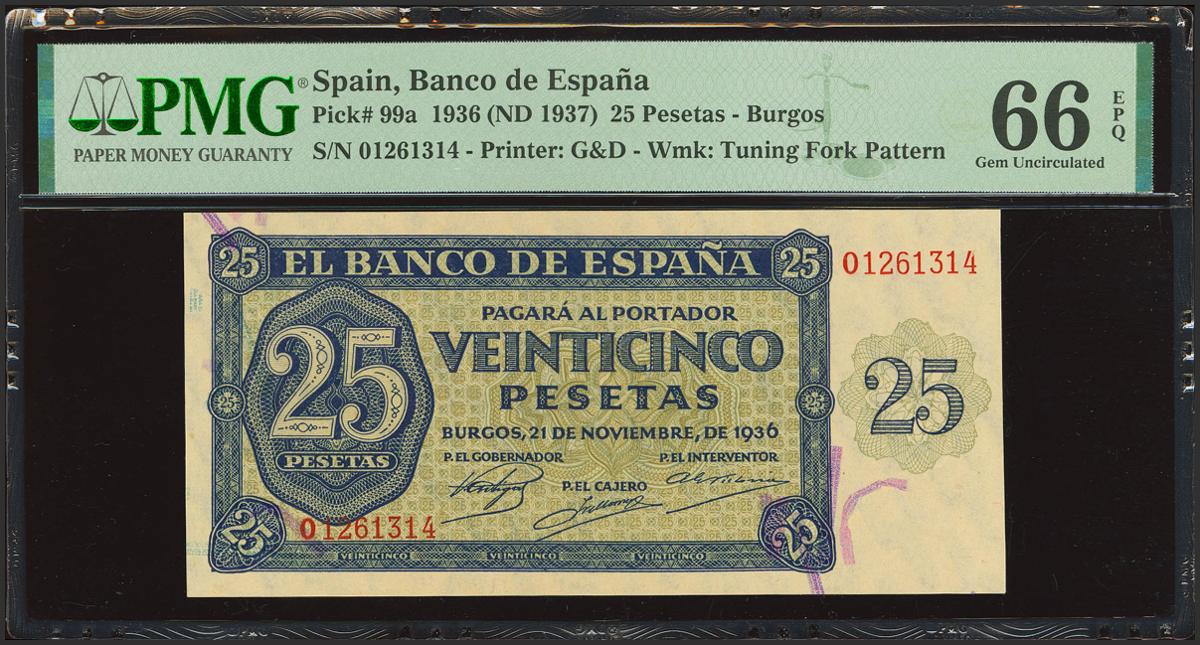 PMG®
PAPER MONEY GUARANTY
Spain, Banco de España
Pick# 99a 1936 (ND 1937) 25 Pesetas - Burgos
S/N 01261314 - Printer: G&D - Wmk: Tuning Fork Pattern
66 EPQ
Gem Uncirculated
25 EL BANCO DE ESPAÑA 25
01261314
PAGARÁ AL PORTADOR
VEINTICINCO
PESETAS
25
PESETAS
25
25
25
BURGOS, 21 DE NOVIEMBRE, DE 1936
P. EL GOBERNADOR
P. EL INTERVENTOR
P. EL CAJERO
01261314
25
25
VEINTICINCO VEINTICINCO VEINTICINCO